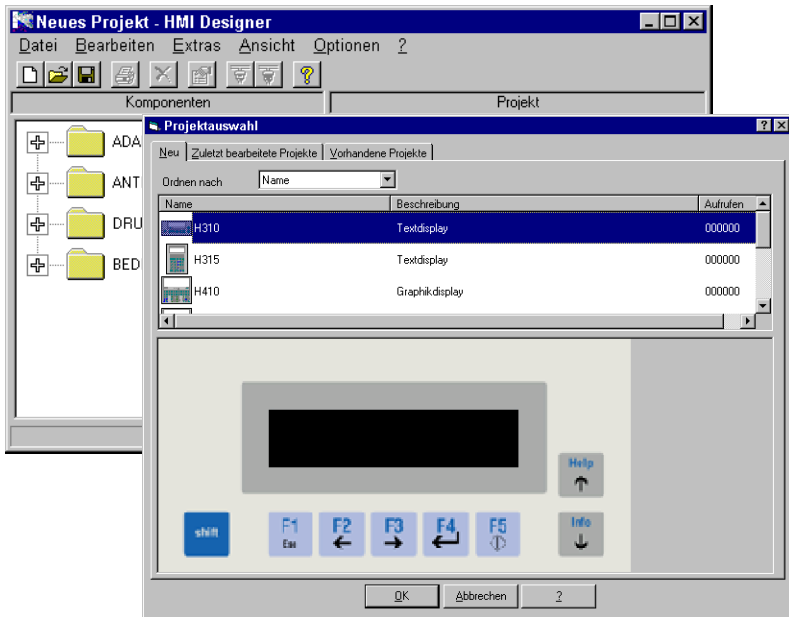 Neues Projekt - HMI Designer
Datei Bearbeiten Extras Ansicht Optionen ?
Komponenten Projekt
ADA
ANT
DRU
BED
Projektauswahl
Neu Zuletzt bearbeitete Projekte Vorhandene Projekte
Ordnen nach Name
Name Beschreibung Aufrufen
H310 Textdisplay 000000
H315 Textdisplay 000000
H410 Graphikdisplay 000000
Help
shift F1 F2 F3 F4 F5 Info
Esc
OK Abbrechen ?